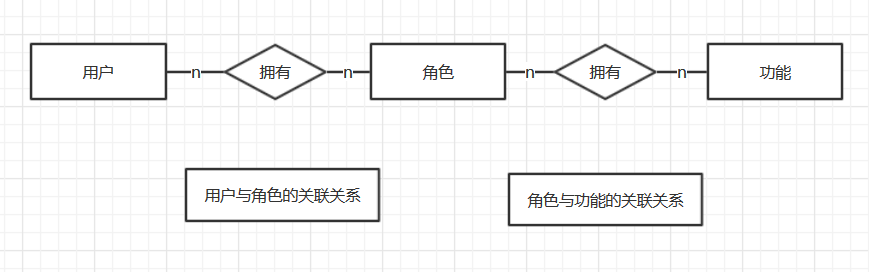 用户
n
拥有
n
角色
n
拥有
n
功能
用户与角色的关联关系
角色与功能的关联关系